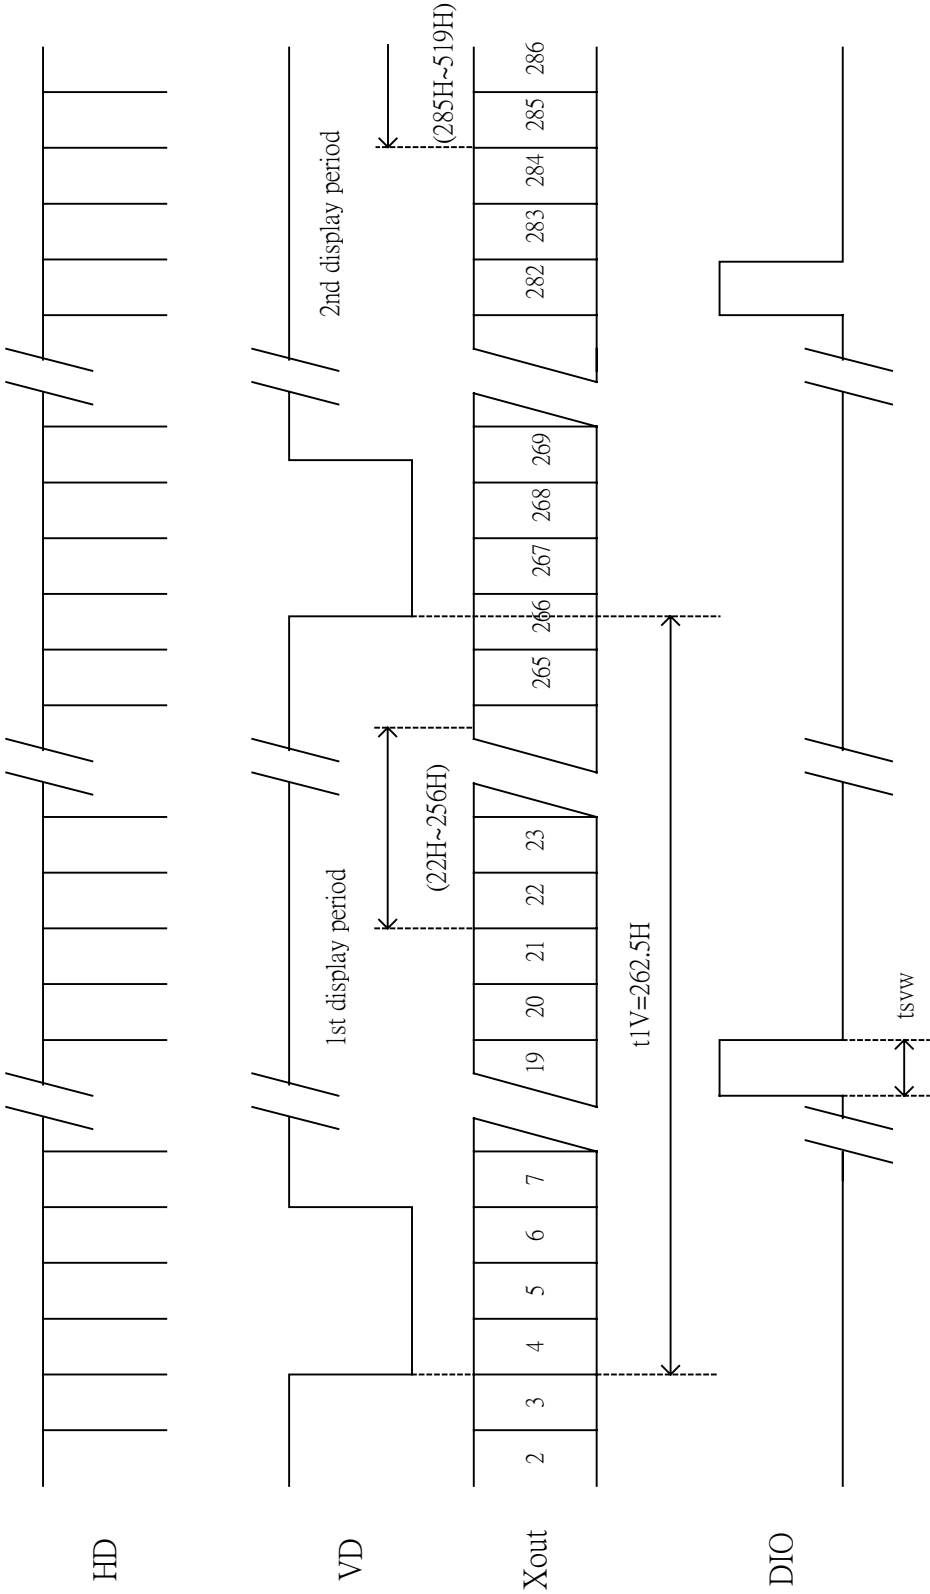 HD
VD
1st display period
2nd display period
(22H~256H)
(285H~519H)
Xout
2 3 4 5 6 7 19 20 21 22 23 265 266 267 268 269 282 283 284 285 286
t1V=262.5H
DIO
tsvw